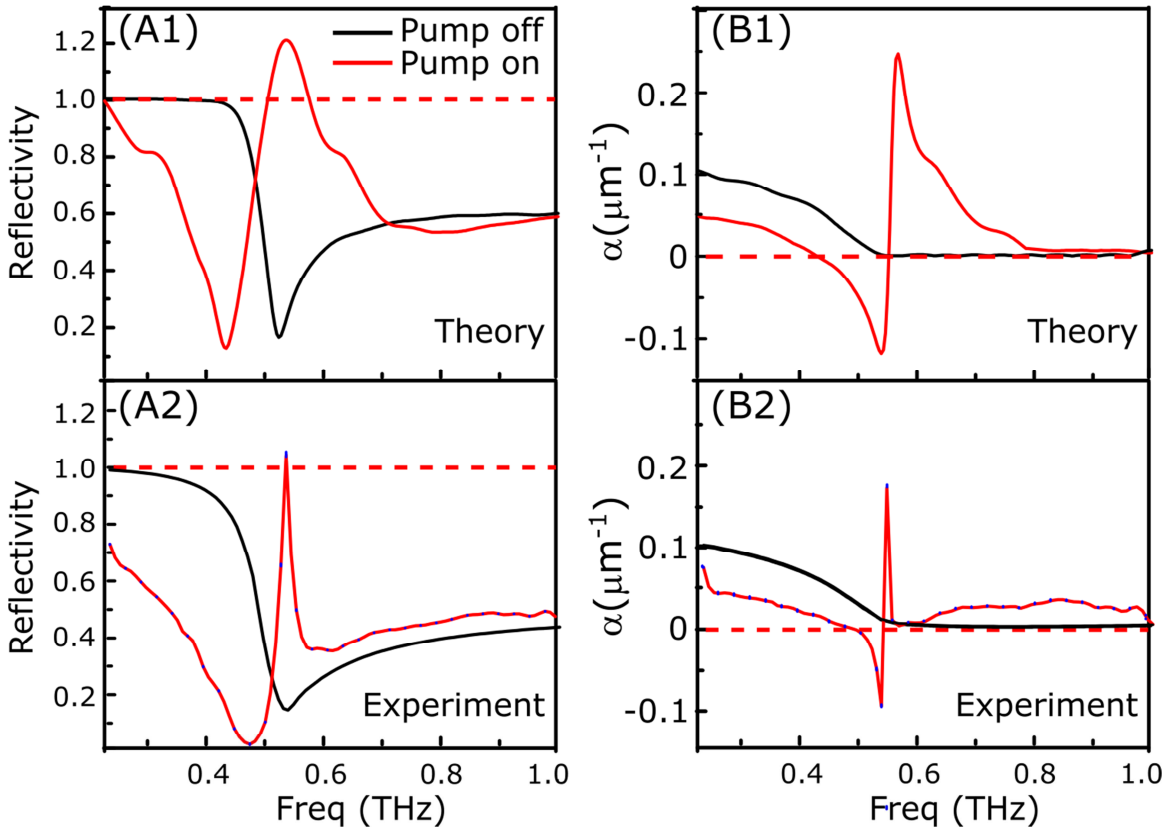 (A1)
Pump off
Pump on
1.2
1.0
0.8
0.6
0.4
0.2
Reflectivity
Theory
(B1)
0.2
0.1
0
-0.1
α(μm⁻¹)
Theory
(A2)
1.2
1.0
0.8
0.6
0.4
0.2
Reflectivity
Experiment
0.4 0.6 0.8 1.0
Freq (THz)
(B2)
0.2
0.1
0
-0.1
α(μm⁻¹)
Experiment
0.4 0.6 0.8 1.0
Freq (THz)